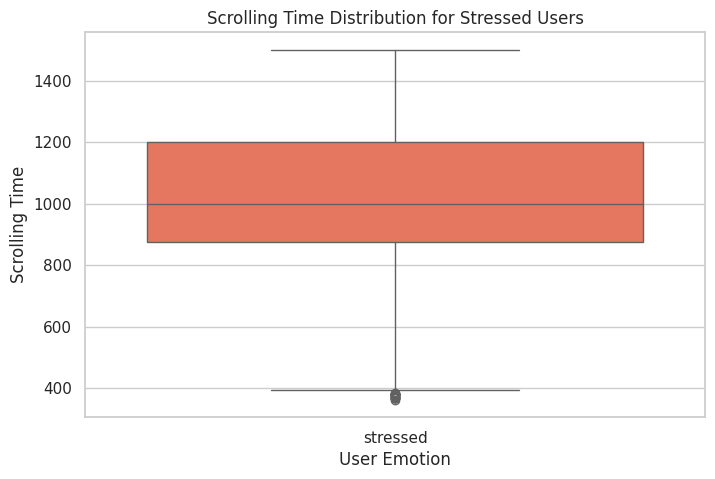 Scrolling Time Distribution for Stressed Users
1400
1200
1000
800
600
400
Scrolling Time
stressed
User Emotion